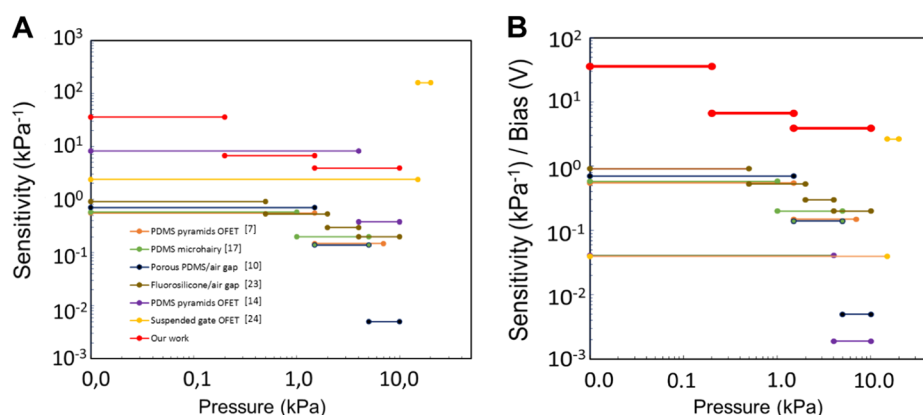 A
B
Sensitivity (kPa⁻¹)
10³
10²
10¹
10⁰
10⁻¹
10⁻²
10⁻³
PDMS pyramids OFET [7]
PDMS microhairy [17]
Porous PDMS/air gap [10]
Fluorosilicone/air gap [23]
PDMS pyramids OFET [14]
Suspended gate OFET [24]
Our work
0,0 0,1 1,0 10,0
Pressure (kPa)
Sensitivity (kPa⁻¹) / Bias (V)
10²
10¹
10⁰
10⁻¹
10⁻²
10⁻³
0.0 0.1 1.0 10.0
Pressure (kPa)